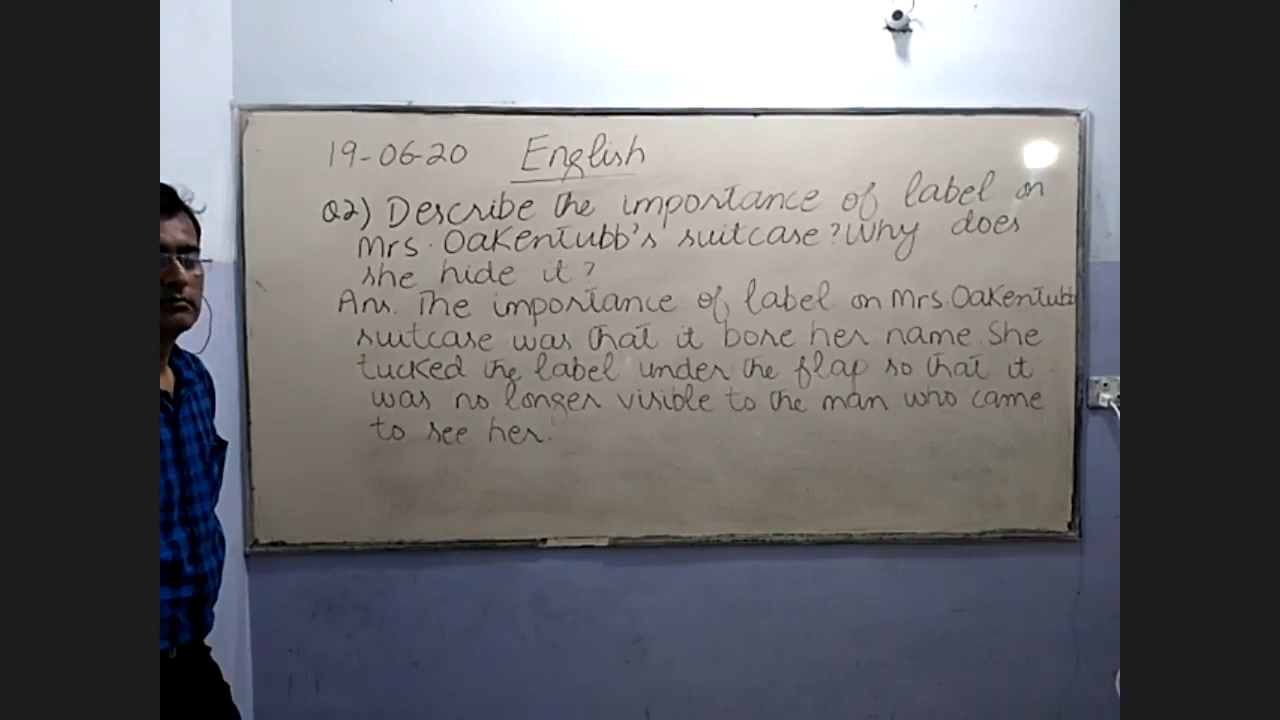 19-06-20 English
Q2) Describe the importance of label on
Mrs. Oakentubb's suitcase? Why does
she hide it?
Ans. The importance of label on Mrs. Oakentubb
suitcase was that it bore her name. She
tucked the label under the flap so that it
was no longer visible to the man who came
to see her.